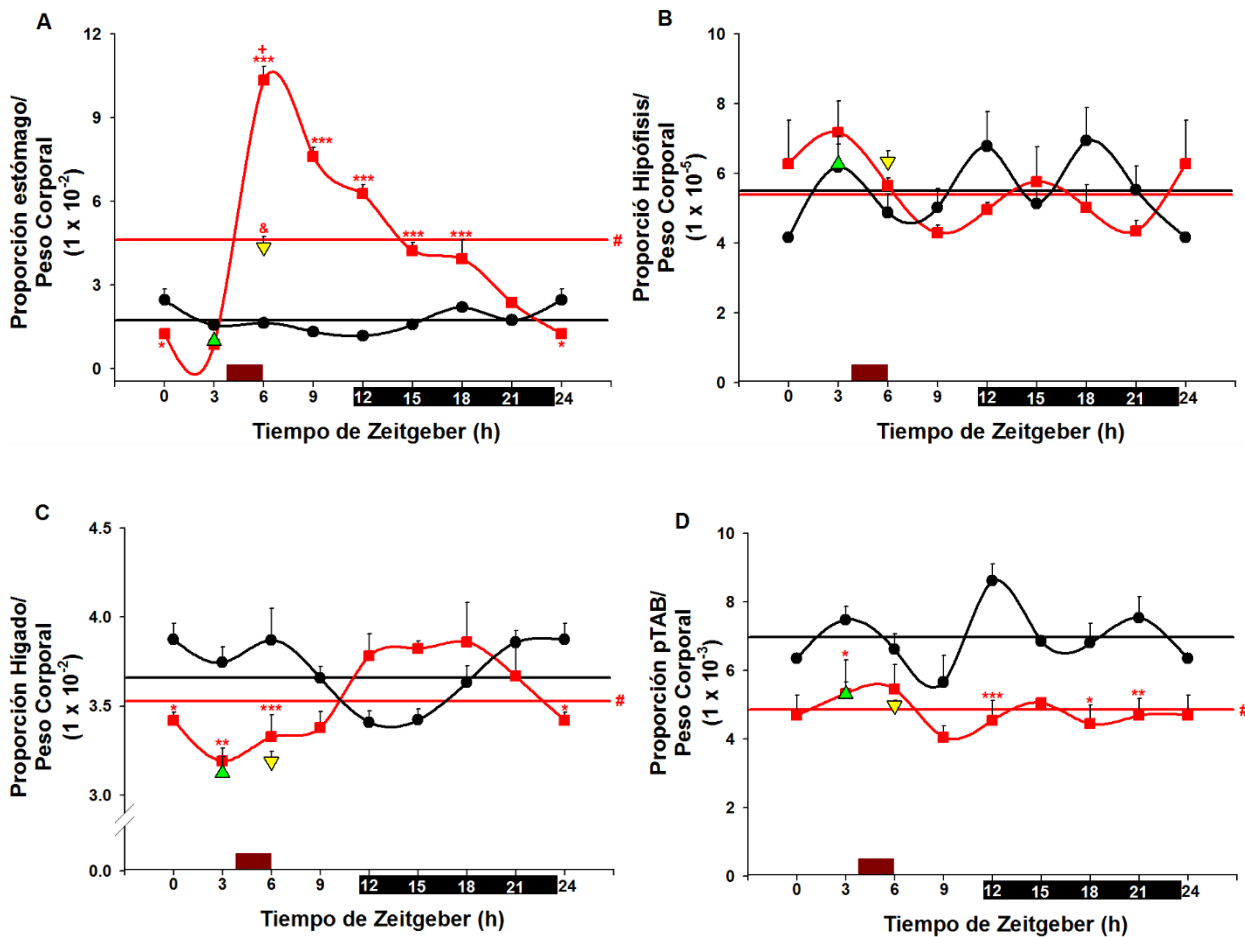 A
Proporción estómago/
Peso Corporal
(1 x 10-2)
12
9
6
3
0
+
***
***
***
&
***
***
#
*
*
0 3 6 9 12 15 18 21 24
Tiempo de Zeitgeber (h)
B
Proporció Hipófisis/
Peso Corporal
(1 x 10-5)
10
8
6
4
2
0
0 3 6 9 12 15 18 21 24
Tiempo de Zeitgeber (h)
C
Proporción Hígado/
Peso Corporal
(1 x 10-2)
4.5
4.0
3.5
3.0
0.0
*
**
***
*
#
0 3 6 9 12 15 18 21 24
Tiempo de Zeitgeber (h)
D
Proporción pTAB/
Peso Corporal
(1 x 10-3)
10
8
6
4
2
0
*
***
*
**
#
0 3 6 9 12 15 18 21 24
Tiempo de Zeitgeber (h)